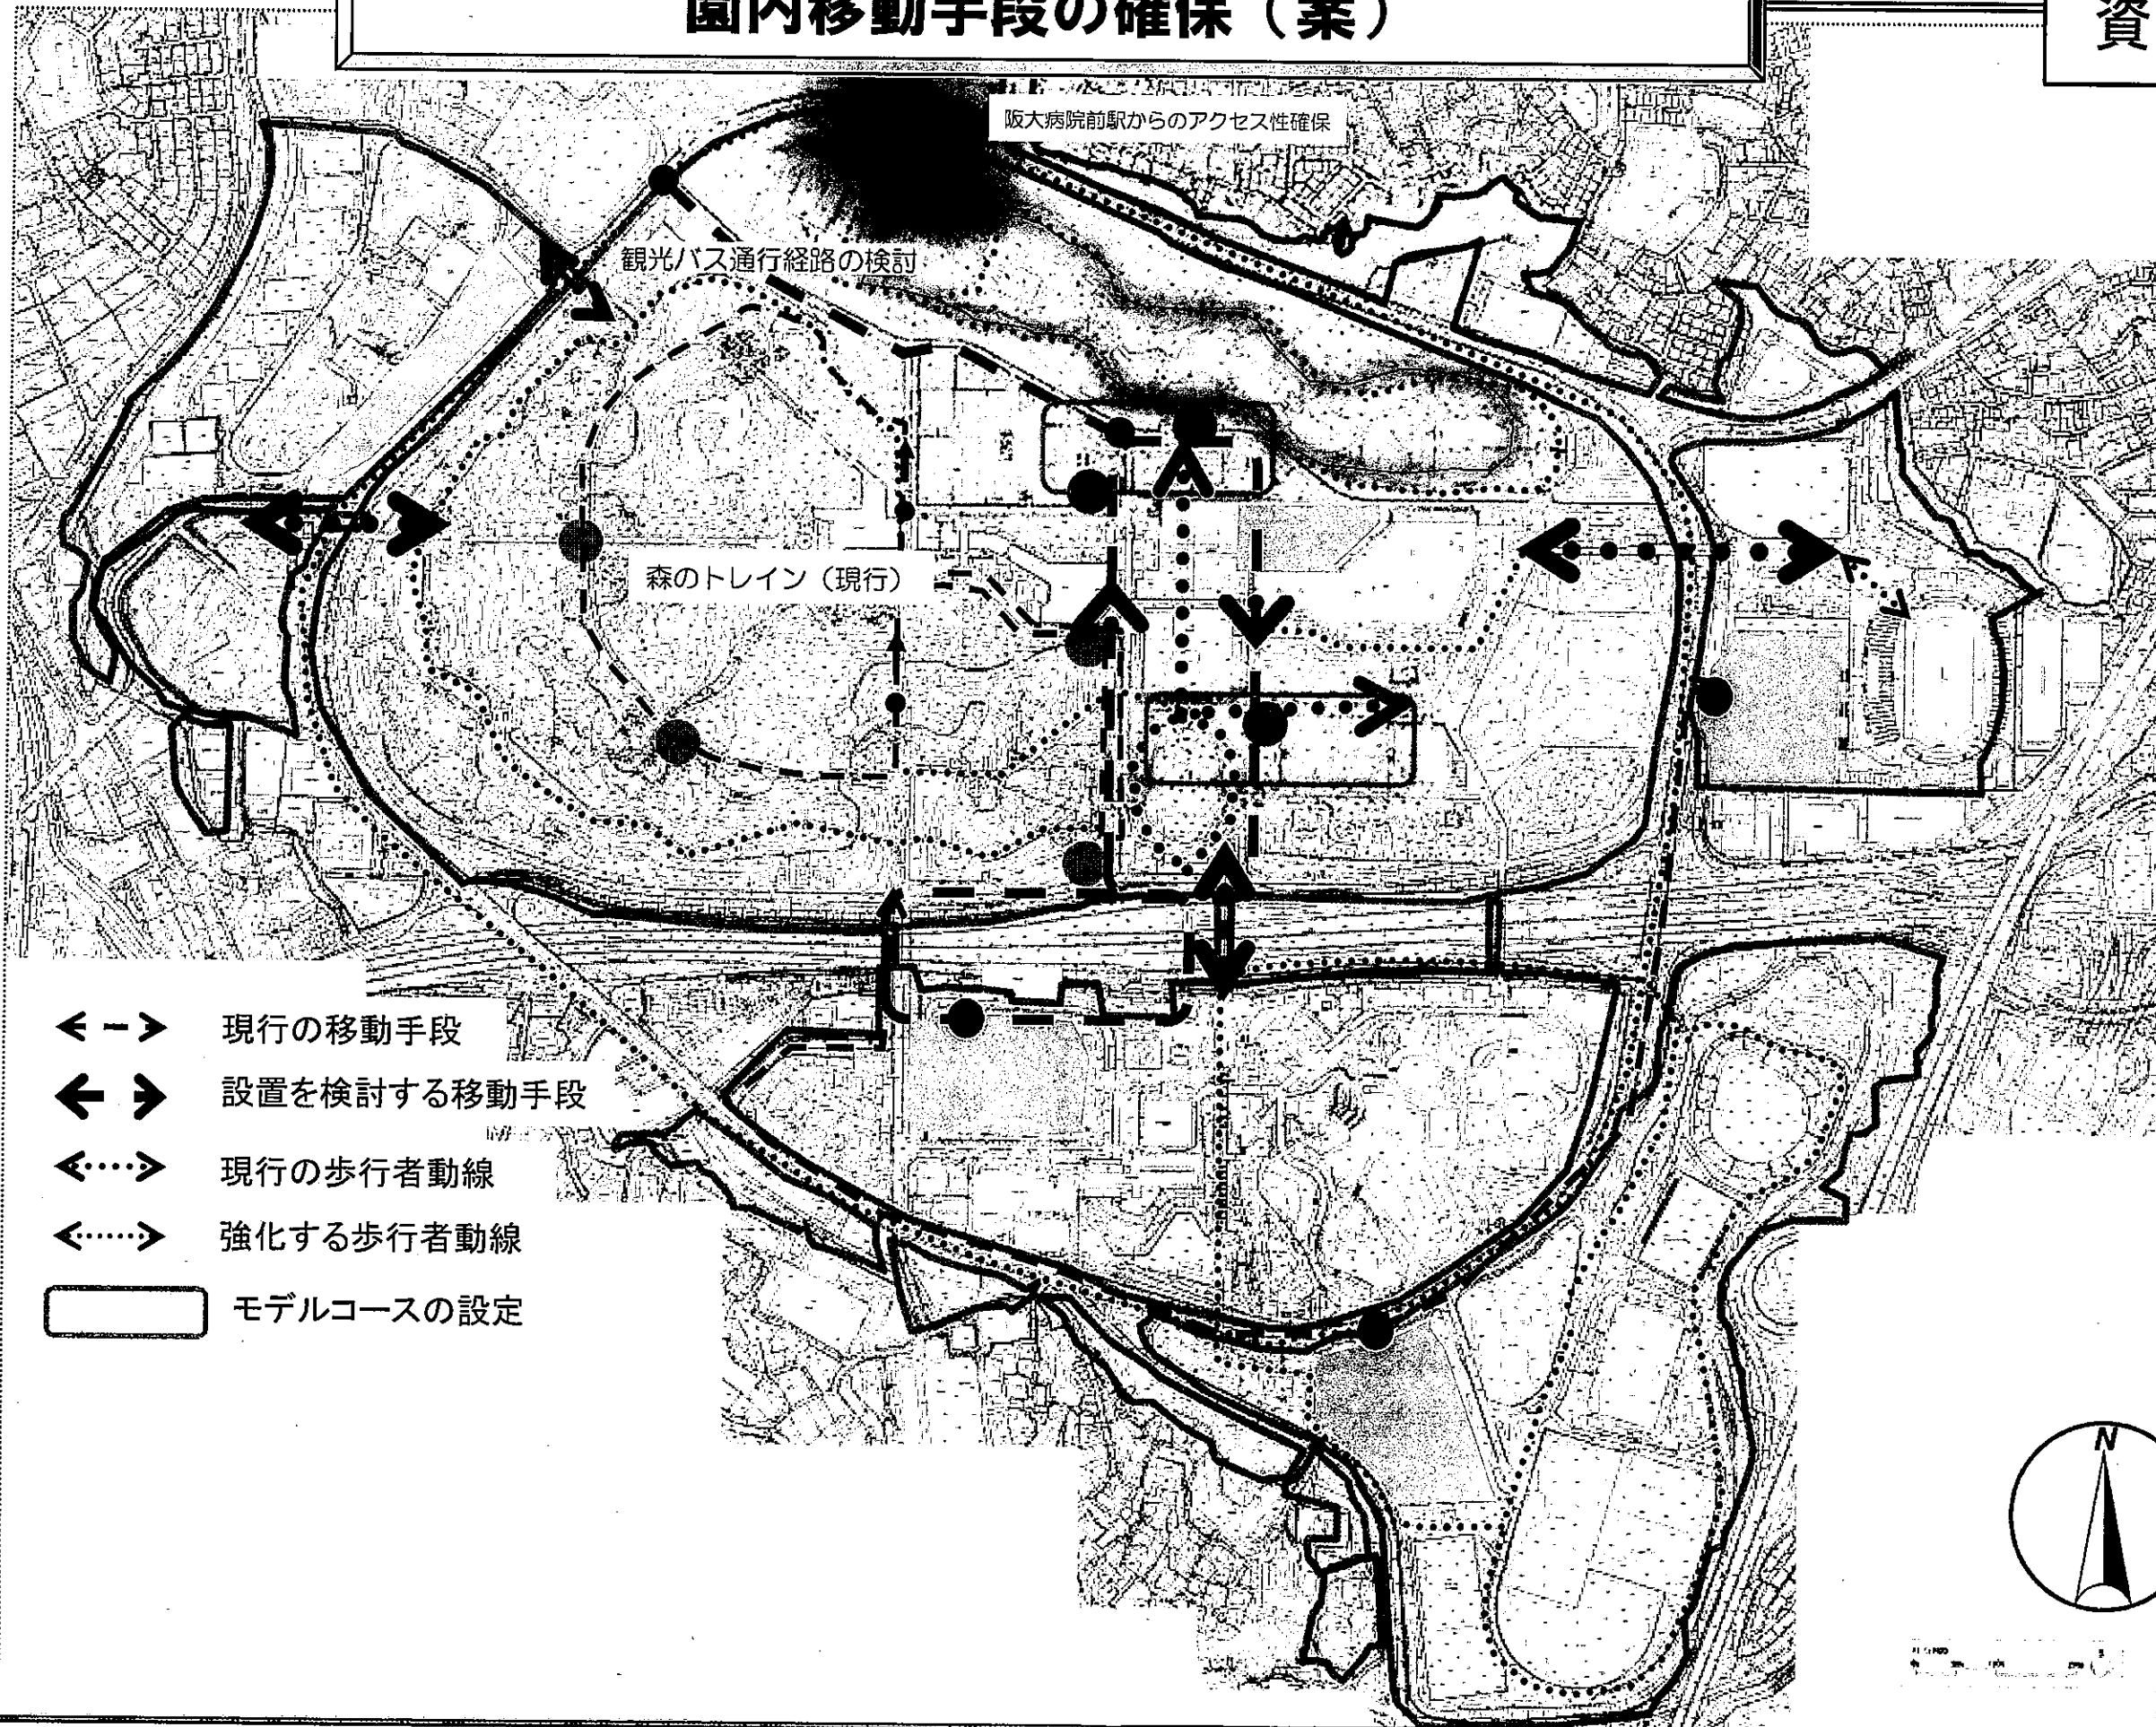 園内移動手段の確保（案）
資
阪大病院前駅からのアクセス性確保
観光バス通行経路の検討
森のトレイン（現行）
現行の移動手段
設置を検討する移動手段
現行の歩行者動線
強化する歩行者動線
モデルコースの設定
N